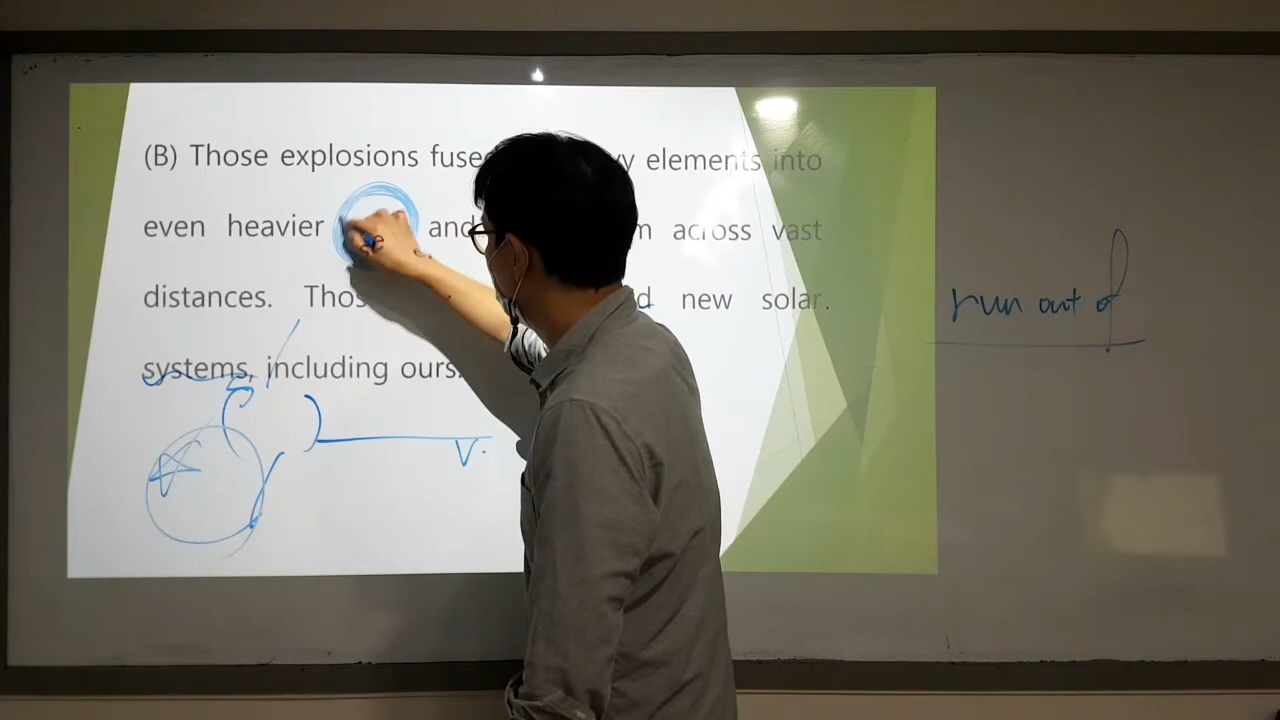 (B) Those explosions fuse elements into
even heavier and across vast
distances. new solar.
systems, including ours.
v.
run out of